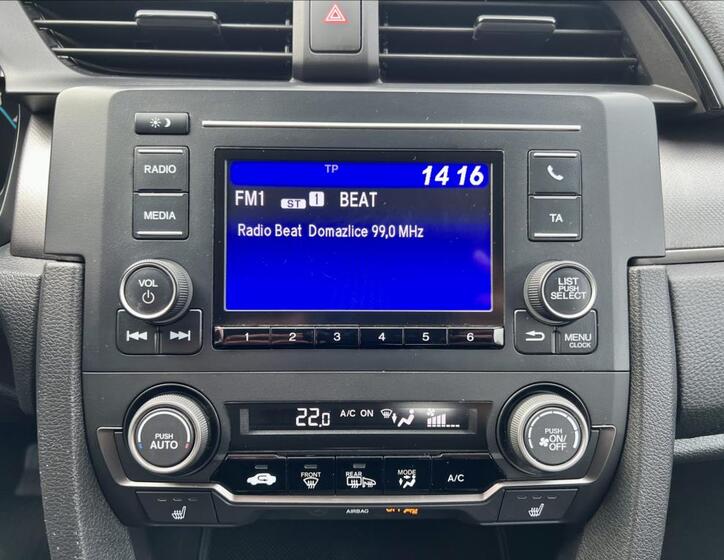 RADIO
MEDIA
VOL
TP
14 16
FM1 ST 1 BEAT
Radio Beat Domazlice 99,0 MHz
TA
LIST
PUSH
SELECT
MENU
CLOCK
1 2 3 4 5 6
PUSH
AUTO
22.0 A/C ON
PUSH
ON/
OFF
FRONT
REAR
MODE
A/C
AIRBAG
OFF